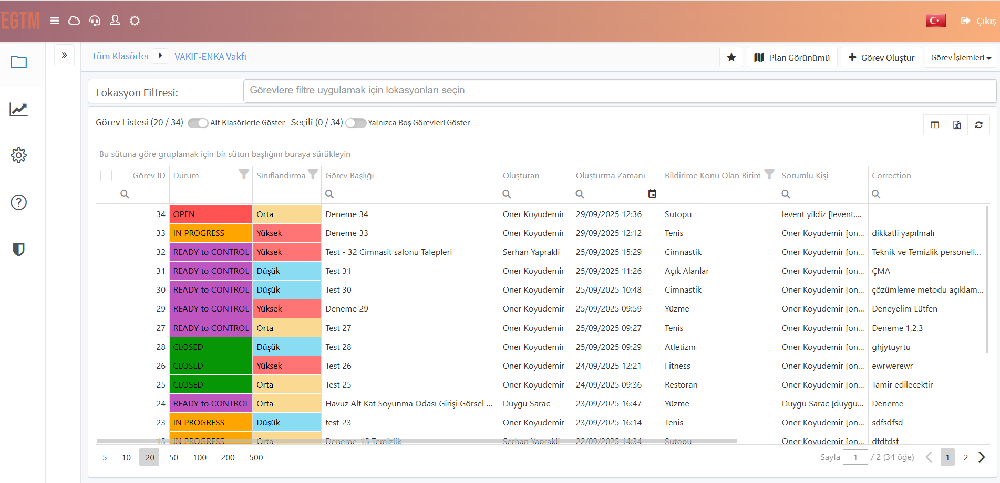 EGTM
Çıkış
Tüm Klasörler VAKIF-ENKA Vakfı
Plan Görünümü Görev Oluştur Görev İşlemleri
Lokasyon Filtresi: Görevlere filtre uygulamak için lokasyonları seçin
Görev Listesi (20 / 34) Alt Klasörlerle Göster Seçili (0 / 34) Yalnızca Boş Görevleri Göster
Bu sütuna göre gruplamak için bir sütun başlığını buraya sürükleyin
Görev ID Durum Sınıflandırma Görev Başlığı Oluşturan Oluşturma Zamanı Bildirime Konu Olan Birim Sorumlu Kişi Correction
34 OPEN Orta Deneme 34 Oner Koyudemir 29/09/2025 12:36 Sutopu levent yildiz [levent....
33 IN PROGRESS Yüksek Deneme 33 Oner Koyudemir 29/09/2025 12:12 Tenis Oner Koyudemir [on... dikkatli yapılmalı
32 READY to CONTROL Yüksek Test - 32 Cimnasit salonu Talepleri Serhan Yaprakli 25/09/2025 15:29 Cimnastik Oner Koyudemir [on... Teknik ve Temizlik personell...
31 READY to CONTROL Düşük Test 31 Oner Koyudemir 25/09/2025 11:26 Açık Alanlar Oner Koyudemir [on... ÇMA
30 READY to CONTROL Düşük Test 30 Oner Koyudemir 25/09/2025 10:48 Cimnastik Oner Koyudemir [on... çözümleme metodu açıklam...
29 READY to CONTROL Yüksek Deneme 29 Oner Koyudemir 25/09/2025 09:59 Yüzme Oner Koyudemir [on... Deneyelim Lütfen
27 READY to CONTROL Orta Test 27 Oner Koyudemir 25/09/2025 09:27 Tenis Oner Koyudemir [on... Deneme 1,2,3
28 CLOSED Düşük Test 28 Oner Koyudemir 25/09/2025 09:29 Atletizm Oner Koyudemir [on... ghjytuyrtu
26 CLOSED Yüksek Test 26 Oner Koyudemir 24/09/2025 12:21 Fitness Oner Koyudemir [on... ewrwerewr
25 CLOSED Orta Test 25 Oner Koyudemir 24/09/2025 09:36 Restoran Oner Koyudemir [on... Tamir edilecektir
24 READY to CONTROL Orta Havuz Alt Kat Soyunma Odası Girişi Görsel ... Duygu Sarac 23/09/2025 16:47 Yüzme Duygu Sarac [duygu... Deneme
23 IN PROGRESS Düşük test-23 Oner Koyudemir 23/09/2025 16:14 Tenis Oner Koyudemir [on... sdfsdfsd
15 IN PROGRESS Orta Deneme-15 Temizlik Serhan Yaprakli 22/09/2025 14:34 Sutopu Oner Koyudemir [on... dfdfdsf
5 10 20 50 100 200 500 Sayfa 1 / 2 (34 öğe) 1 2